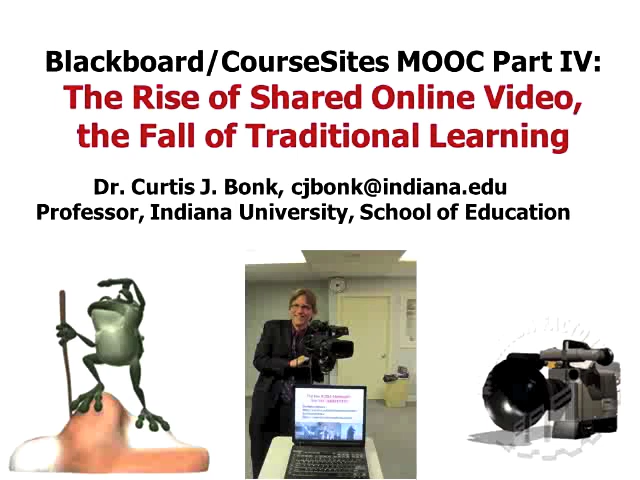 Blackboard/CourseSites MOOC Part IV:
The Rise of Shared Online Video,
the Fall of Traditional Learning
Dr. Curtis J. Bonk, cjbonk@indiana.edu
Professor, Indiana University, School of Education